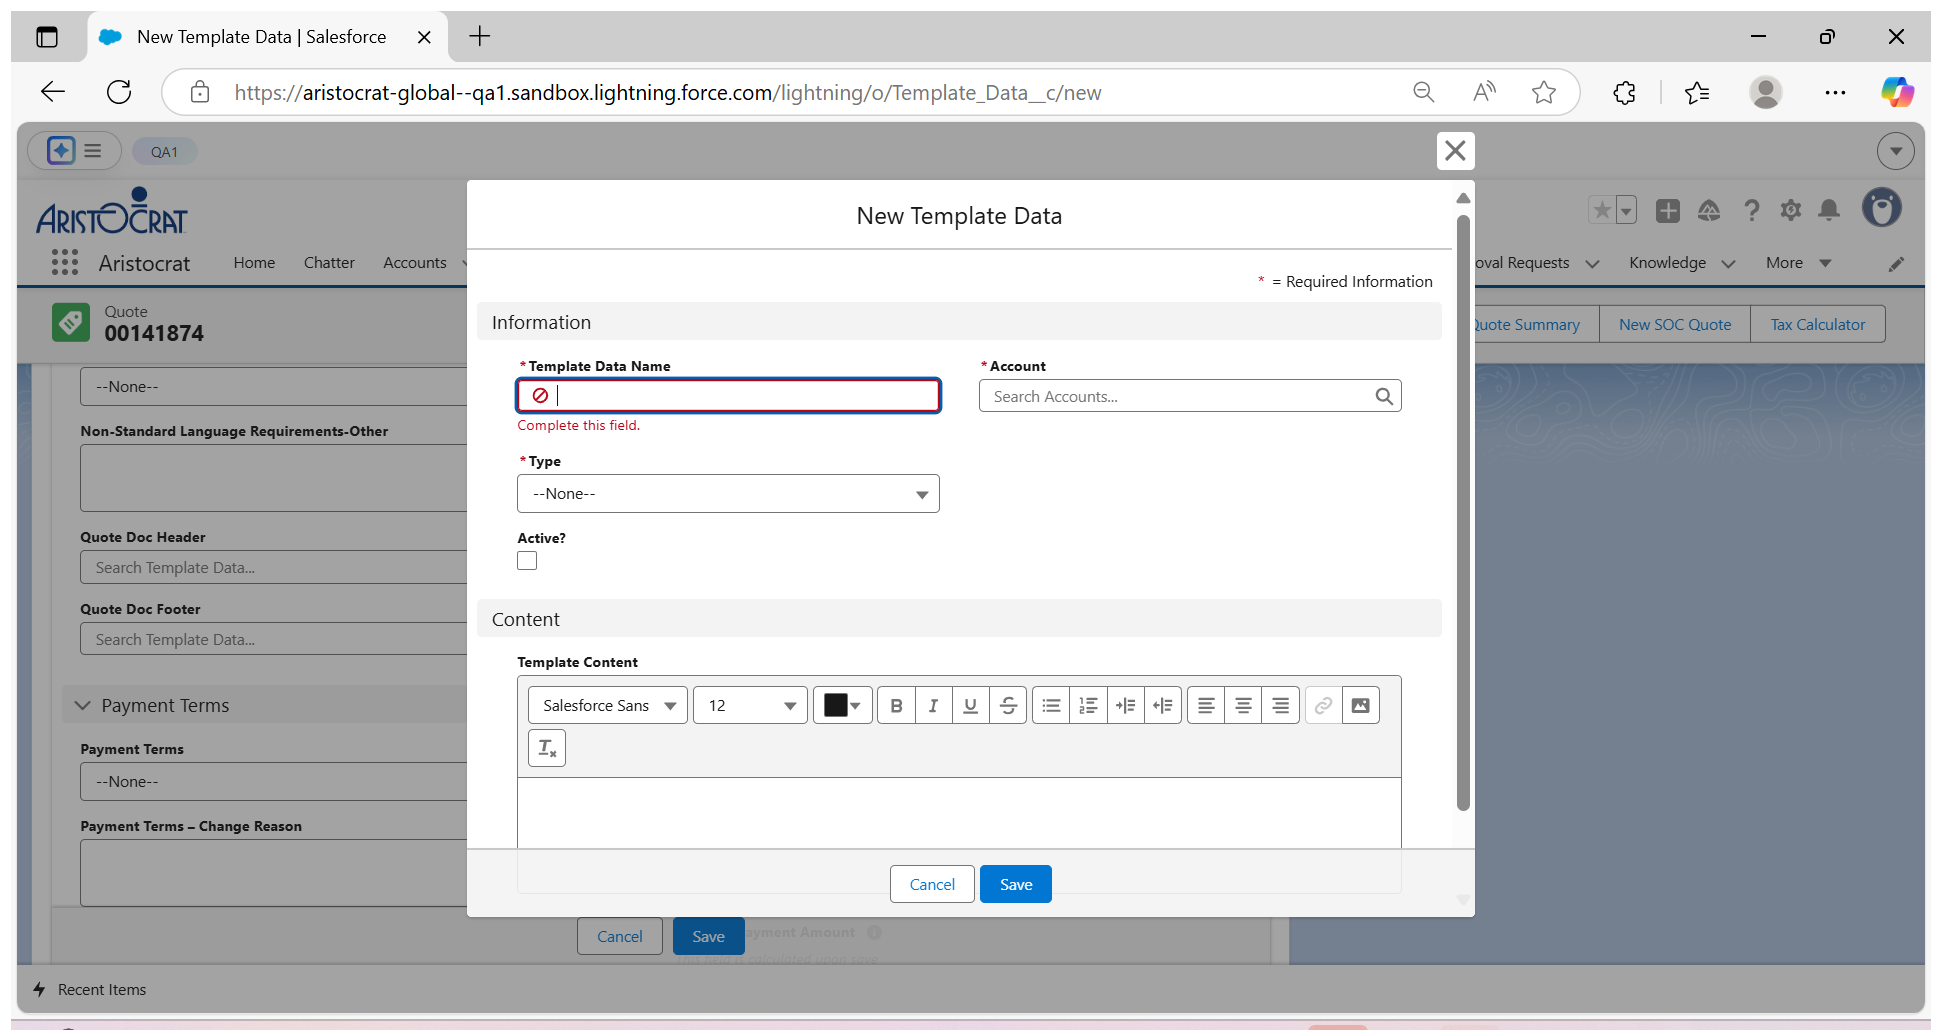 New Template Data | Salesforce
https://aristocrat-global--qa1.sandbox.lightning.force.com/lightning/o/Template_Data__c/new
QA1
ARISTOCRAT
Aristocrat Home Chatter Accounts oval Requests Knowledge More
Quote
00141874
Quote Summary New SOC Quote Tax Calculator
--None--
Non-Standard Language Requirements-Other
Quote Doc Header
Search Template Data...
Quote Doc Footer
Search Template Data...
Payment Terms
Payment Terms
--None--
Payment Terms – Change Reason
Cancel Save ayment Amount
This field is calculated upon save
Recent Items
New Template Data
* = Required Information
Information
*Template Data Name
Complete this field.
*Account
Search Accounts...
*Type
--None--
Active?
Content
Template Content
Salesforce Sans 12
Cancel Save